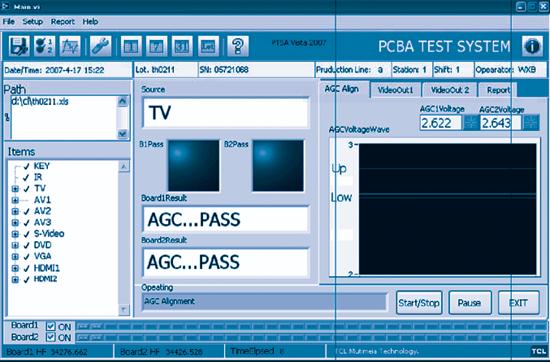 Main vi
File Setup Report Help
PTSA Vista 2007
PCBA TEST SYSTEM
Date/Time: 2007-4-17 15:22 Lot. th0211 SN: 05721068 Pruduction Line: a Station: 1 Shift: 1 Opearator: WXB
Path
d:\cl\th0211.xls
%
Items
KEY
IR
TV
AV1
AV2
AV3
S-Video
DVD
VGA
HDMI1
HDMI2
Source
TV
B1Pass B2Pass
Board1Result
AGC...PASS
Board2Result
AGC...PASS
Opeating
AGC Alignment
AGC Align VideoOut1 VideoOut 2 Report
AGC1Voltage AGC2Voltage
2.622 2.643
AGCVoltageWave
3
Up
Low
2
Start/Stop Pause EXIT
Board1 ON
Board2 ON
Board1 HF 34276.662 Board2 HF 34426.528 TimeElpsed 8 TCL Mutimeia Technology. TCL